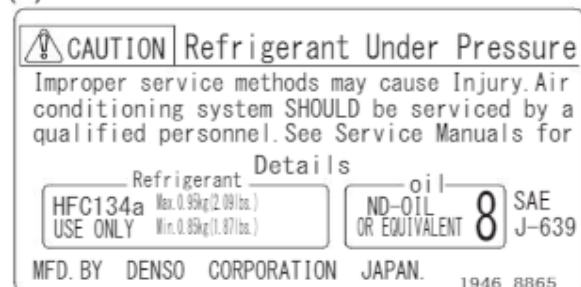 CAUTION Refrigerant Under Pressure
Improper service methods may cause Injury. Air
conditioning system SHOULD be serviced by a
qualified personnel. See Service Manuals for
Details
Refrigerant
HFC134a Max.0.95kg(2.09lbs.)
USE ONLY Min.0.85kg(1.87lbs.)
oil
ND-OIL 8
OR EQUIVALENT
SAE
J-639
MFD. BY DENSO CORPORATION JAPAN.
1946 8865